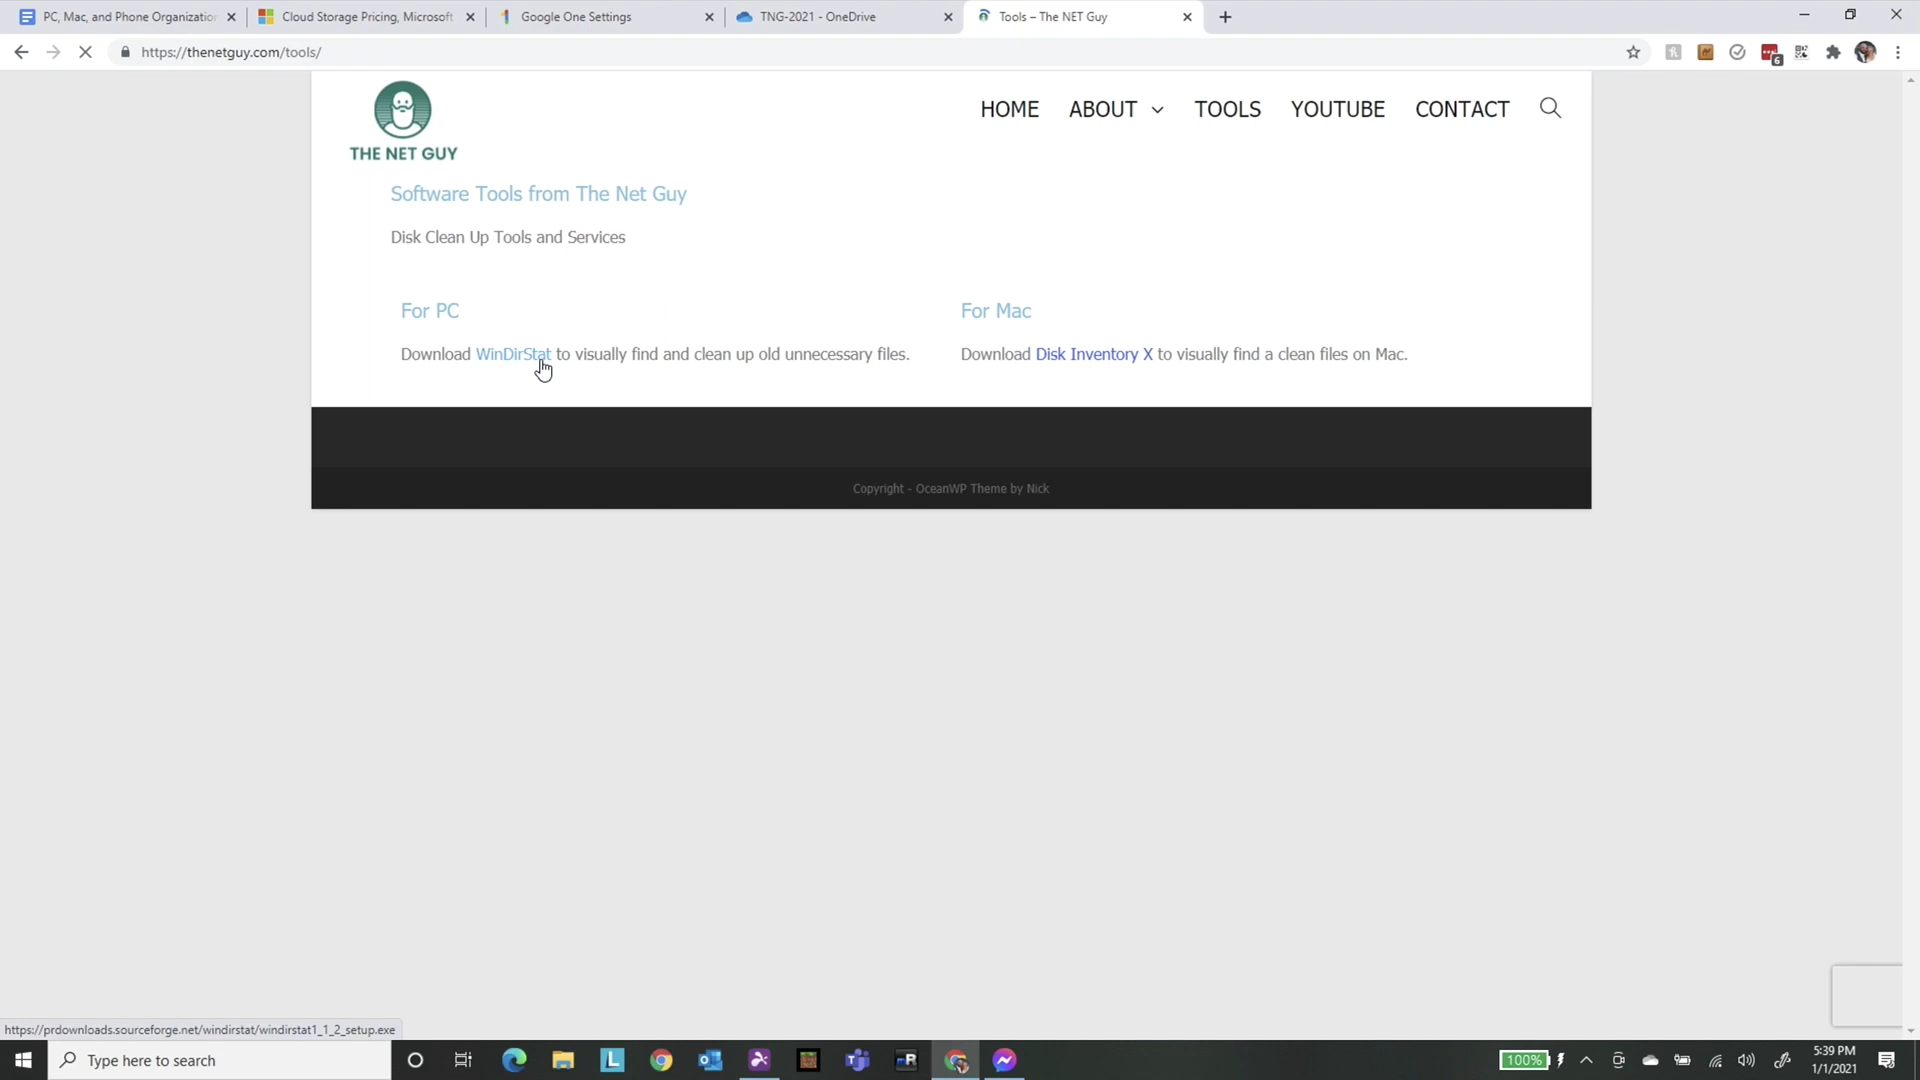 PC, Mac, and Phone Organization
Cloud Storage Pricing, Microsoft
Google One Settings
TNG-2021 - OneDrive
Tools – The NET Guy
https://thenetguy.com/tools/
6
THE NET GUY
HOME
ABOUT
TOOLS
YOUTUBE
CONTACT
Software Tools from The Net Guy
Disk Clean Up Tools and Services
For PC
Download WinDirStat to visually find and clean up old unnecessary files.
For Mac
Download Disk Inventory X to visually find a clean files on Mac.
Copyright - OceanWP Theme by Nick
https://prdownloads.sourceforge.net/windirstat/windirstat1_1_2_setup.exe
Type here to search
L
mR
100%
5:39 PM
1/1/2021